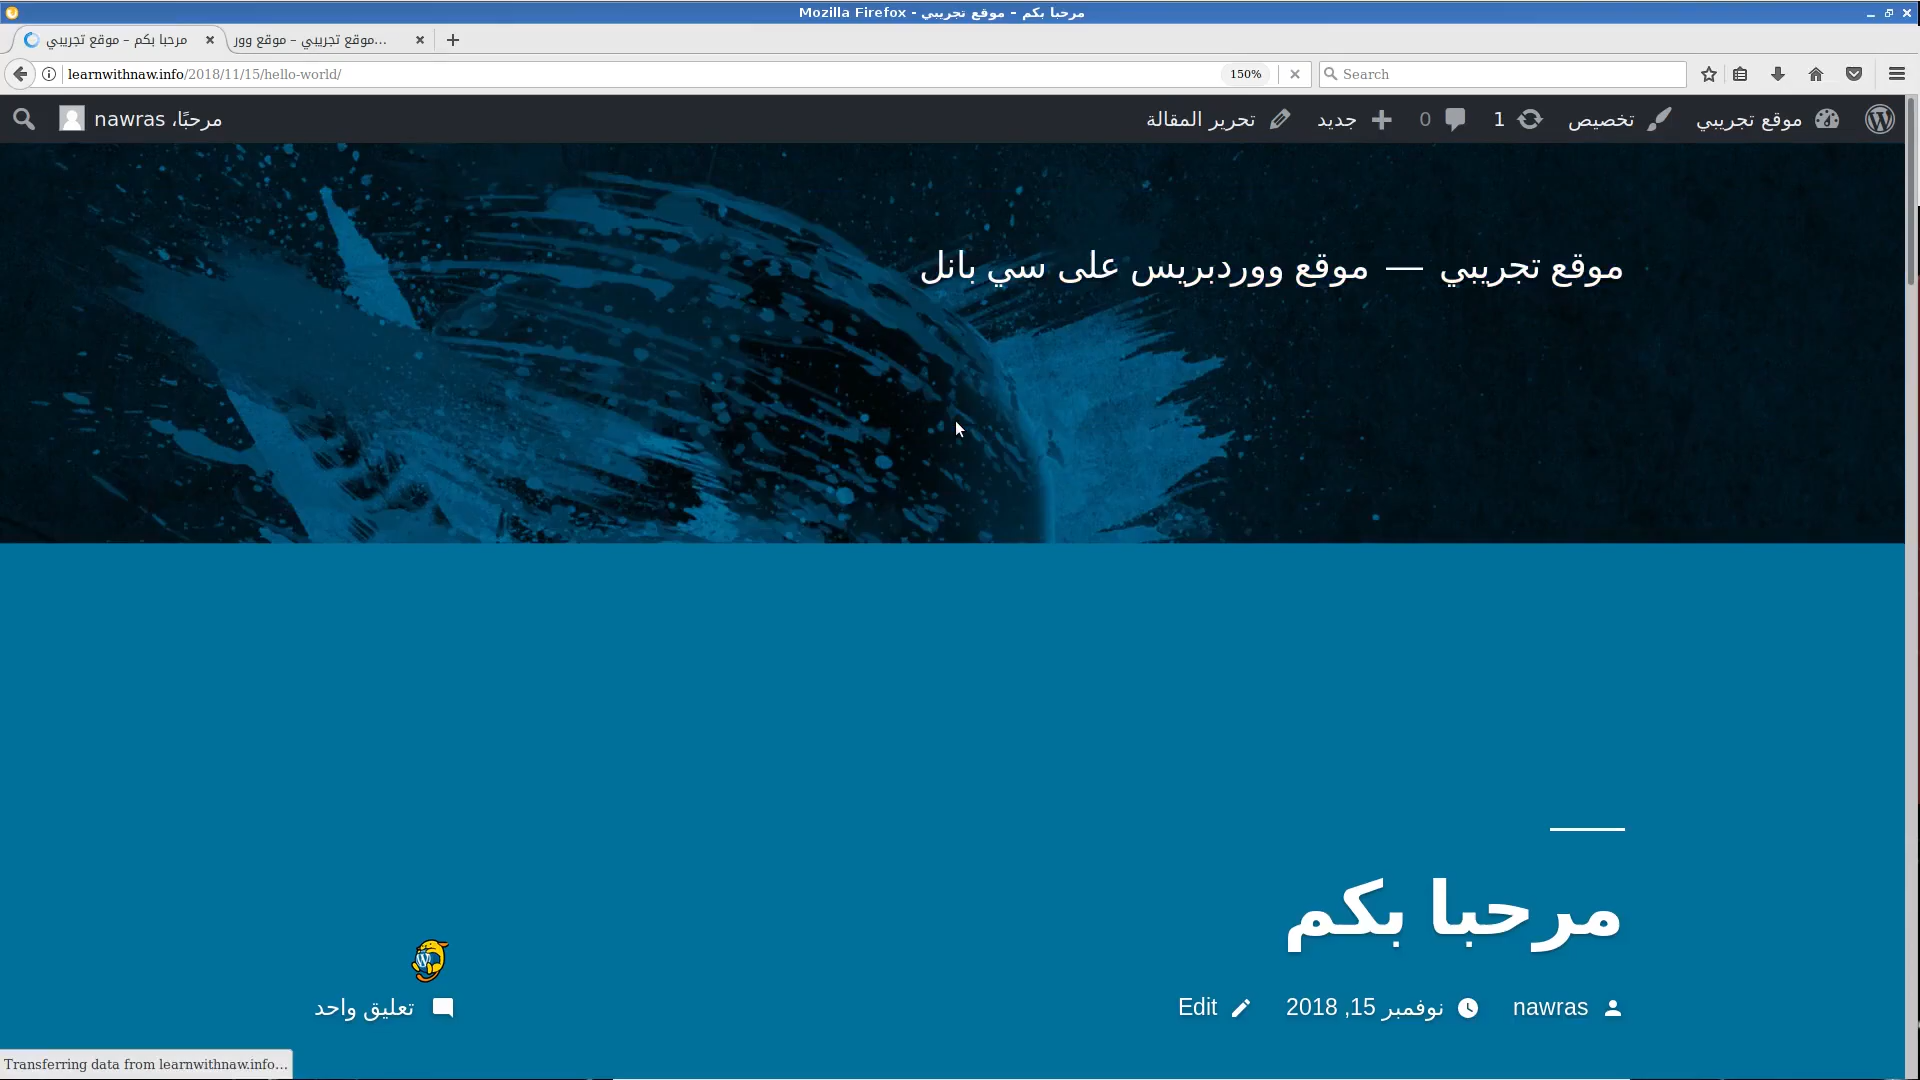 مرحبا بكم – موقع تجريبي - Mozilla Firefox
مرحبا بكم – موقع تجريبي
موقع تجريبي – موقع وور...
learnwithnaw.info/2018/11/15/hello-world/
150%
Search
موقع تجريبي
تخصيص
1
0
جديد
تحرير المقالة
مرحبًا، nawras
موقع تجريبي — موقع ووردبريس على سي بانل
مرحبا بكم
nawras
نوفمبر 15, 2018
Edit
تعليق واحد
Transferring data from learnwithnaw.info...